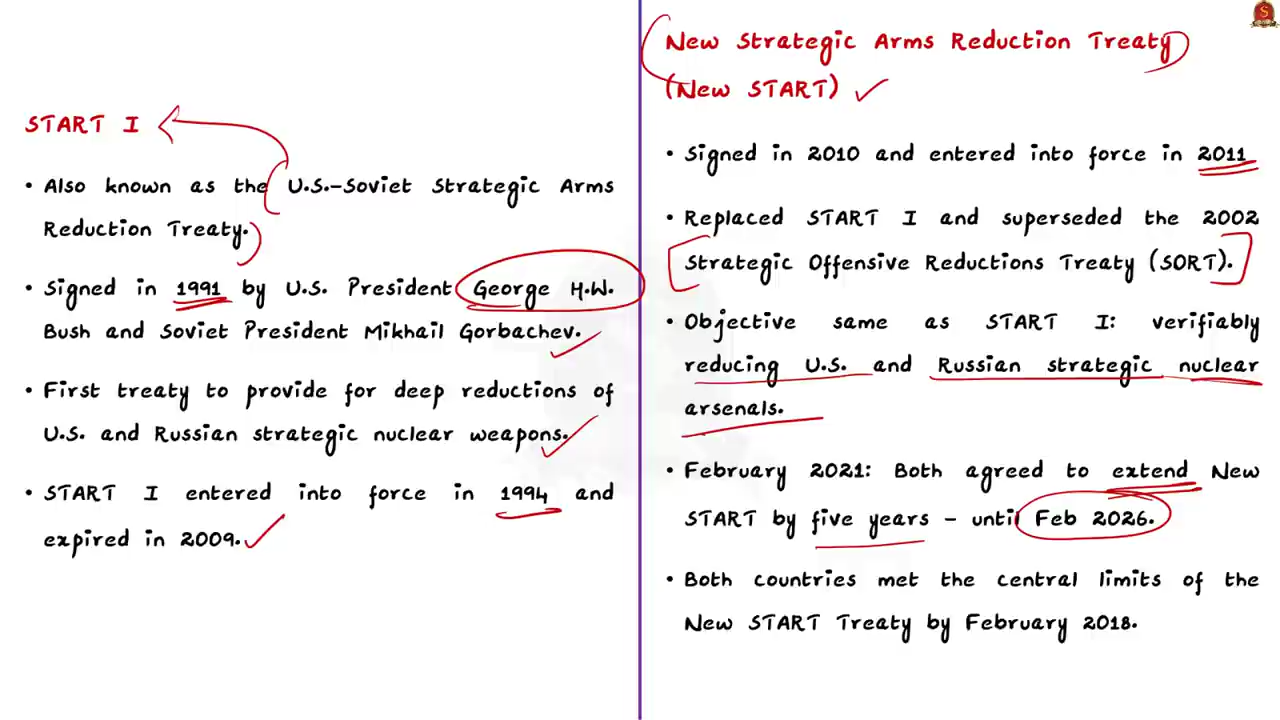 START I
• Also known as the U.S.-Soviet Strategic Arms
Reduction Treaty.
• Signed in 1991 by U.S. President George H.W.
Bush and Soviet President Mikhail Gorbachev.
• First treaty to provide for deep reductions of
U.S. and Russian strategic nuclear weapons.
• START I entered into force in 1994 and
expired in 2009.
New Strategic Arms Reduction Treaty
(New START)
• Signed in 2010 and entered into force in 2011
• Replaced START I and superseded the 2002
Strategic Offensive Reductions Treaty (SORT).
• Objective same as START I: verifiably
reducing U.S. and Russian strategic nuclear
arsenals.
• February 2021: Both agreed to extend New
START by five years - until Feb 2026.
• Both countries met the central limits of the
New START Treaty by February 2018.